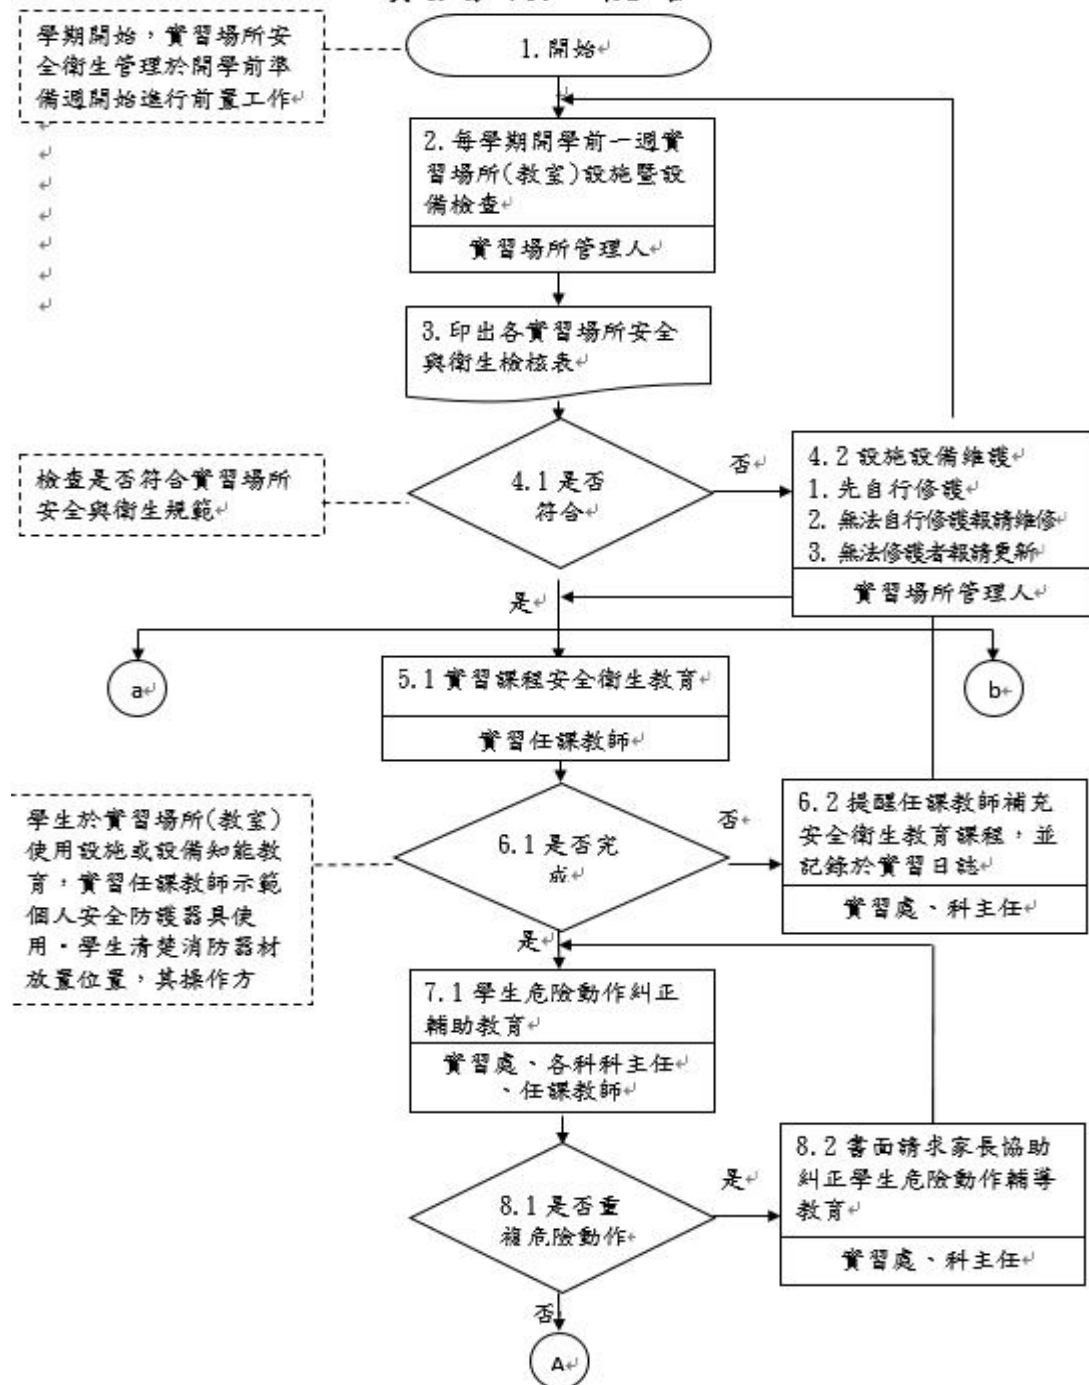 學期開始,實習場所安
全衛生管理於開學前準
備週開始進行前置工作
1.開始
2.每學期開學前一週實
習場所(教室)設施暨設
備檢查
實習場所管理人
3.印出各實習場所安全
與衛生檢核表
檢查是否符合實習場所
安全與衛生規範
4.1是否
符合
否
4.2設施設備維護
1.先自行修護
2.無法自行修護報請維修
3.無法修護者報請更新
實習場所管理人
是
a
b
5.1實習課程安全衛生教育
實習任課教師
學生於實習場所(教室)
使用設施或設備知能教
育,實習任課教師示範
個人安全防護器具使
用。學生清楚消防器材
放置位置,其操作方
6.1是否完
成
否
6.2提醒任課教師補充
安全衛生教育課程,並
記錄於實習日誌
實習處、科主任
是
7.1學生危險動作糾正
輔助教育
實習處、各科科主任
、任課教師
8.1是否重
複危險動作
是
8.2書面請求家長協助
糾正學生危險動作輔導
教育
實習處、科主任
否
A